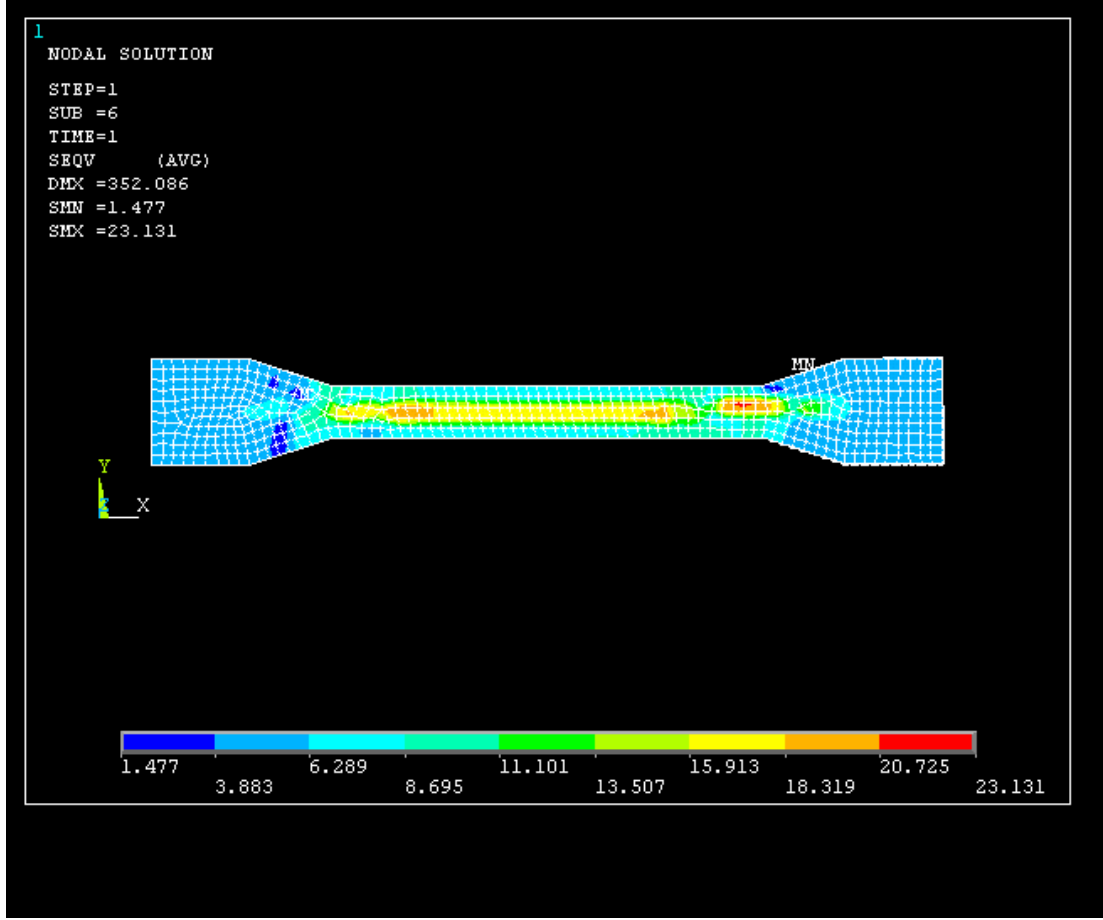 1
NODAL SOLUTION
STEP=1
SUB =6
TIME=1
SEQV (AVG)
DMX =352.086
SMN =1.477
SMX =23.131
MN
Y
Z X
1.477 6.289 11.101 15.913 20.725
3.883 8.695 13.507 18.319 23.131